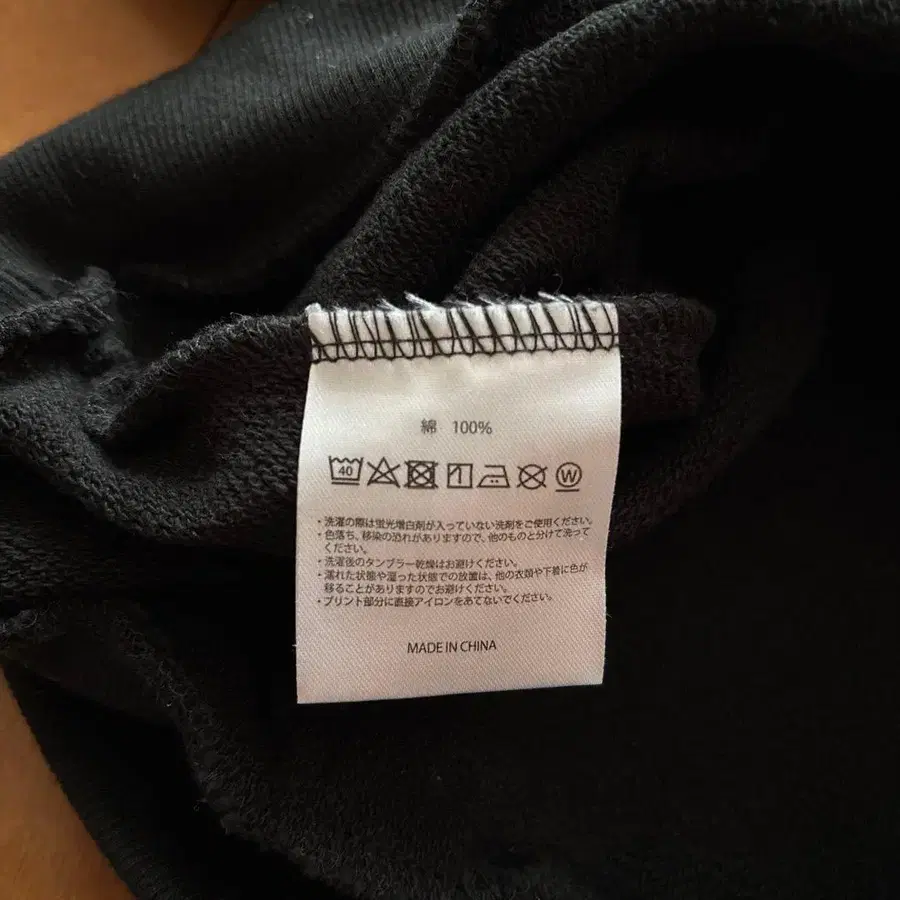 綿 100%
40
W
・洗濯の際は蛍光増白剤が入っていない洗剤をご使用ください。
・色落ち、移染の恐れがありますので、他のものと分けて洗って
ください。
・洗濯後のタンブラー乾燥はお避けください。
・濡れた状態や湿った状態での放置は、他の衣類や下着に色が
移ることがありますのでお避けください。
・プリント部分に直接アイロンをあてないでください。
MADE IN CHINA